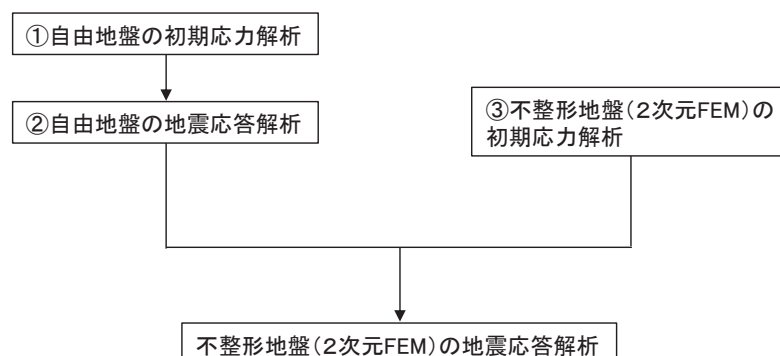 ①自由地盤の初期応力解析
②自由地盤の地震応答解析
③不整形地盤(2次元FEM)の
初期応力解析
不整形地盤(2次元FEM)の地震応答解析